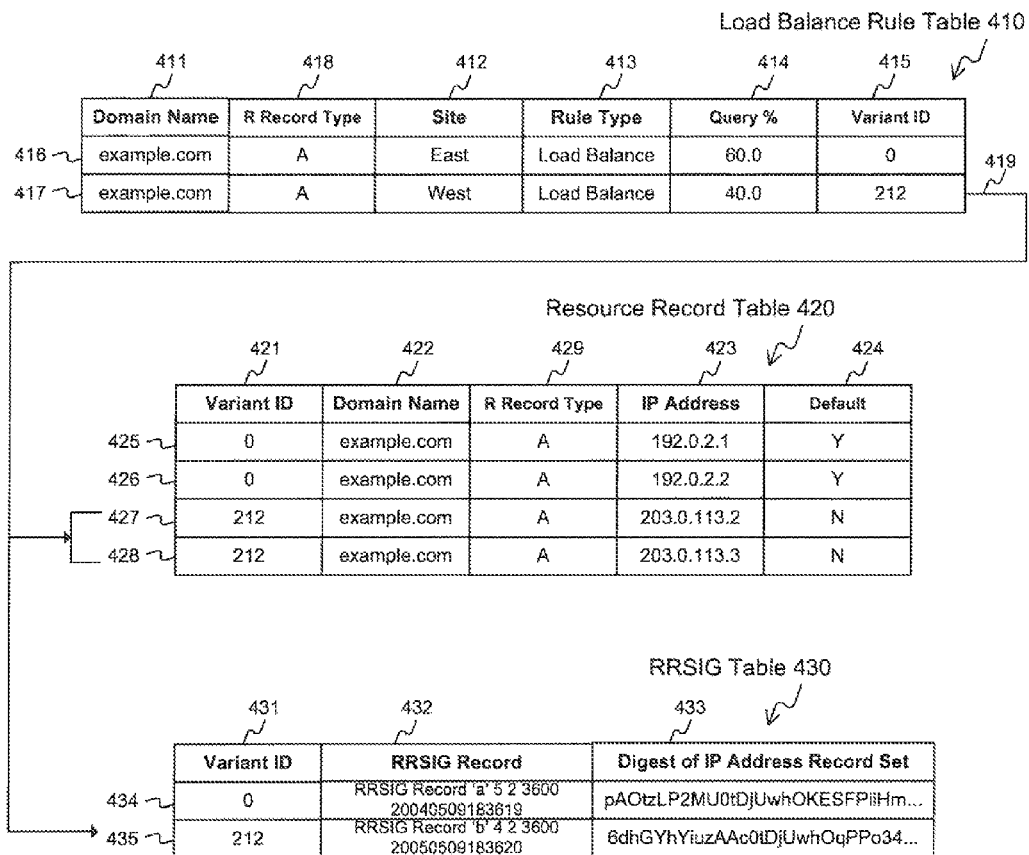 Load Balance Rule Table 410
411 418 412 413 414 415
Domain Name R Record Type Site Rule Type Query % Variant ID
416 example.com A East Load Balance 60.0 0
419
417 example.com A West Load Balance 40.0 212
Resource Record Table 420
421 422 429 423 424
Variant ID Domain Name R Record Type IP Address Default
425 0 example.com A 192.0.2.1 Y
426 0 example.com A 192.0.2.2 Y
427 212 example.com A 203.0.113.2 N
428 212 example.com A 203.0.113.3 N
RRSIG Table 430
431 432 433
Variant ID RRSIG Record Digest of IP Address Record Set
RRSIG Record 'a' 5 2 3600
434 0 20040509183619 pAOtzLP2MU0tDjUwhOKESFPiiHm...
RRSIG Record 'b' 4 2 3600
435 212 20050509183620 6dhGYhYiuzAAc0tDjUwhOqPPo34...